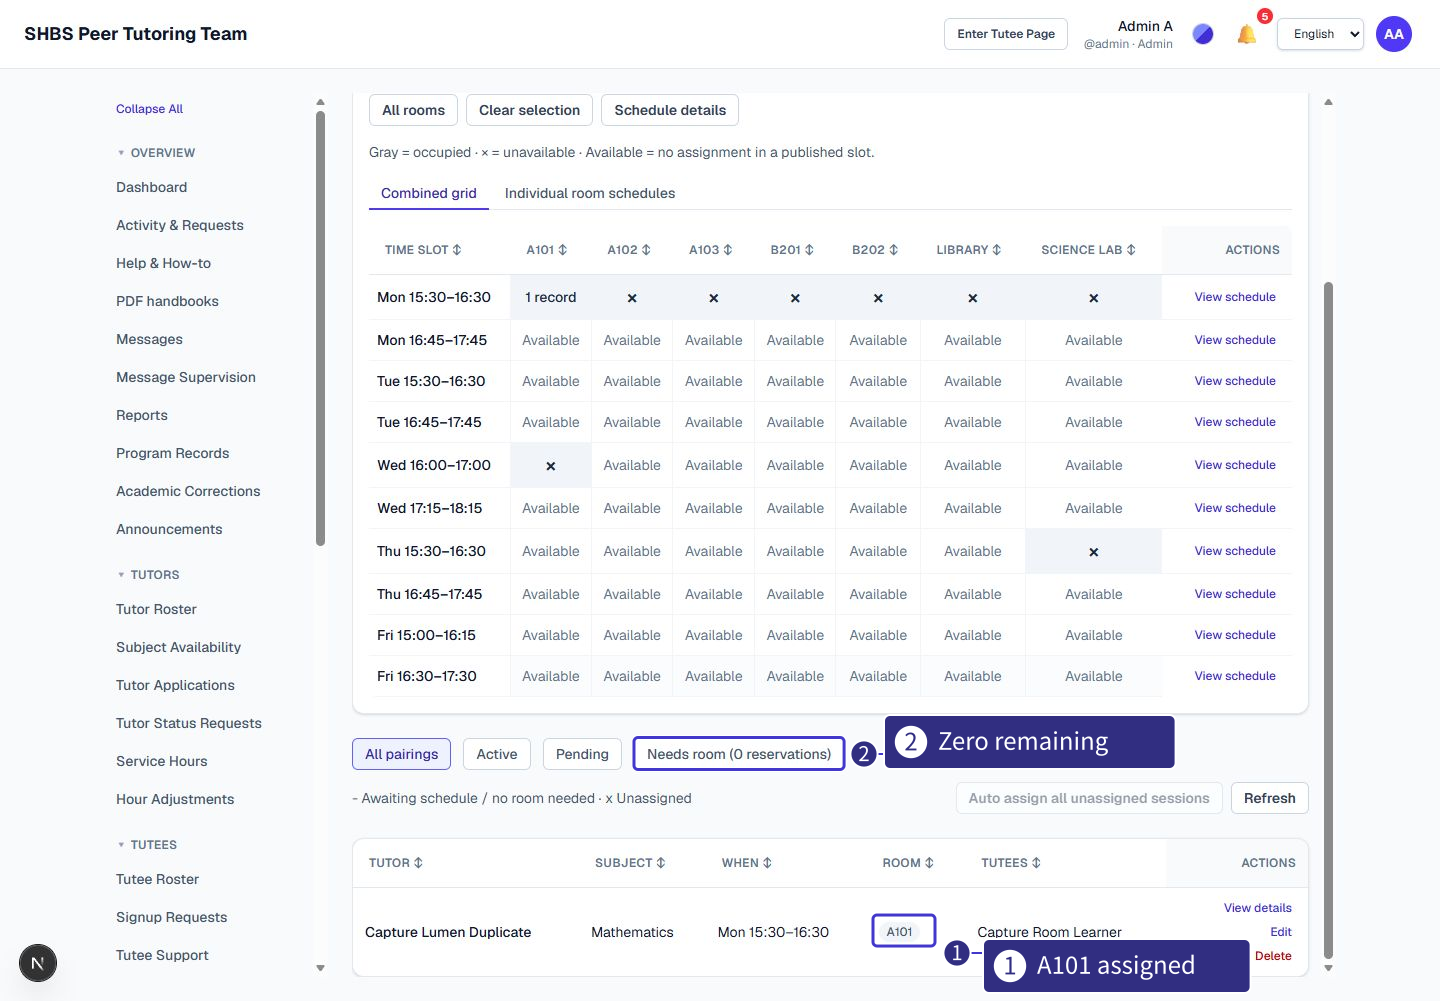 SHBS Peer Tutoring Team
Enter Tutee Page
Admin A
@admin · Admin
5
English
AA
Collapse All
OVERVIEW
Dashboard
Activity & Requests
Help & How-to
PDF handbooks
Messages
Message Supervision
Reports
Program Records
Academic Corrections
Announcements
TUTORS
Tutor Roster
Subject Availability
Tutor Applications
Tutor Status Requests
Service Hours
Hour Adjustments
TUTEES
Tutee Roster
Signup Requests
Tutee Support
N
All rooms Clear selection Schedule details
Gray = occupied · × = unavailable · Available = no assignment in a published slot.
Combined grid Individual room schedules
TIME SLOT A101 A102 A103 B201 B202 LIBRARY SCIENCE LAB ACTIONS
Mon 15:30–16:30 1 record × × × × × × View schedule
Mon 16:45–17:45 Available Available Available Available Available Available Available View schedule
Tue 15:30–16:30 Available Available Available Available Available Available Available View schedule
Tue 16:45–17:45 Available Available Available Available Available Available Available View schedule
Wed 16:00–17:00 × Available Available Available Available Available Available View schedule
Wed 17:15–18:15 Available Available Available Available Available Available Available View schedule
Thu 15:30–16:30 Available Available Available Available Available Available × View schedule
Thu 16:45–17:45 Available Available Available Available Available Available Available View schedule
Fri 15:00–16:15 Available Available Available Available Available Available Available View schedule
Fri 16:30–17:30 Available Available Available Available Available Available Available View schedule
All pairings Active Pending Needs room (0 reservations) 2 2 Zero remaining
- Awaiting schedule / no room needed · x Unassigned Auto assign all unassigned sessions Refresh
TUTOR SUBJECT WHEN ROOM TUTEES ACTIONS
View details
Capture Lumen Duplicate Mathematics Mon 15:30–16:30 A101 Capture Room Learner Edit
Delete
1 1 A101 assigned